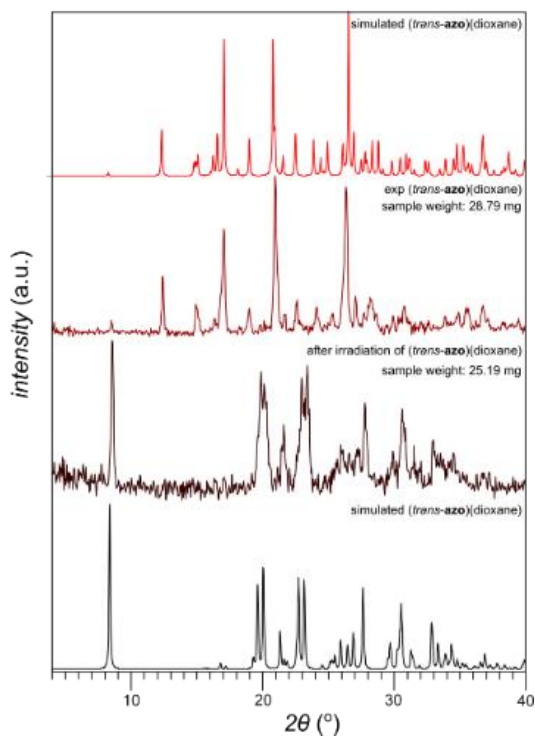 simulated (trans-azo)(dioxane)
exp (trans-azo)(dioxane)
sample weight: 28.79 mg
after irradiation of (trans-azo)(dioxane)
sample weight: 25.19 mg
simulated (trans-azo)(dioxane)
intensity (a.u.)
10 20 30 40
2θ (°)